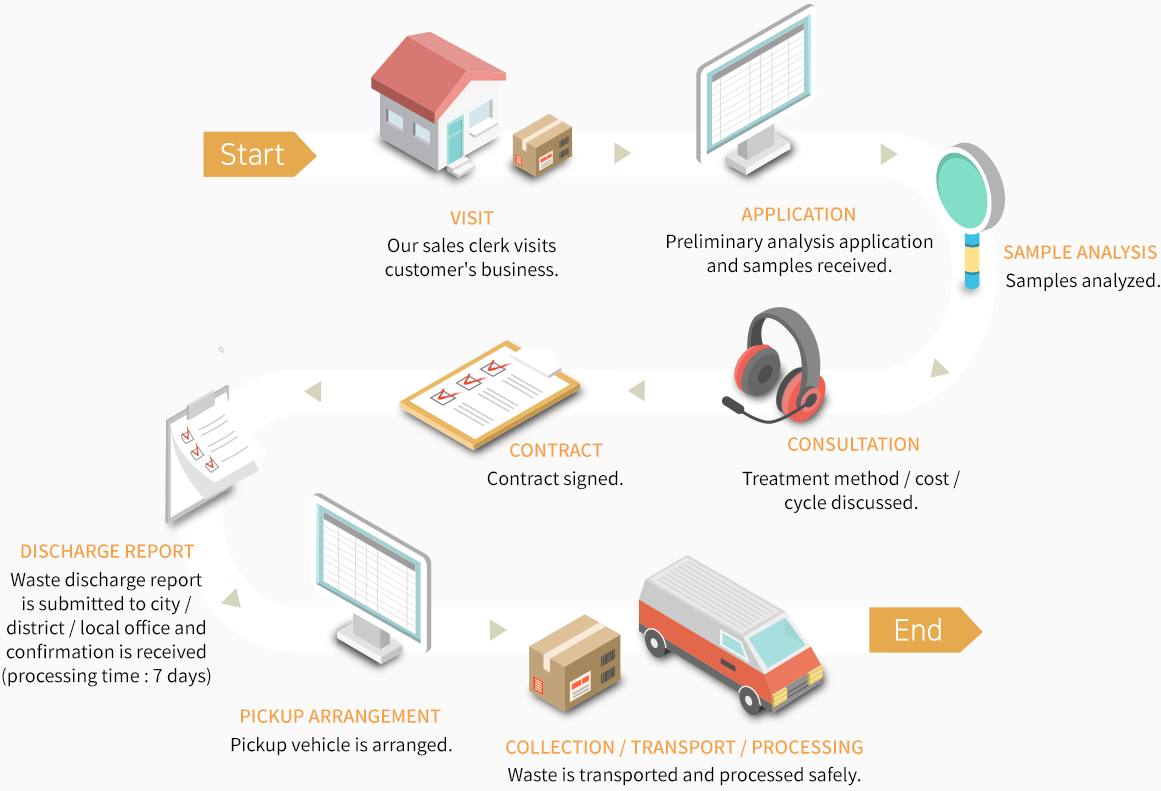 Start
VISIT
Our sales clerk visits
customer's business.
APPLICATION
Preliminary analysis application
and samples received.
SAMPLE ANALYSIS
Samples analyzed.
CONSULTATION
Treatment method / cost /
cycle discussed.
CONTRACT
Contract signed.
DISCHARGE REPORT
Waste discharge report
is submitted to city /
district / local office and
confirmation is received
(processing time : 7 days)
PICKUP ARRANGEMENT
Pickup vehicle is arranged.
COLLECTION / TRANSPORT / PROCESSING
Waste is transported and processed safely.
End